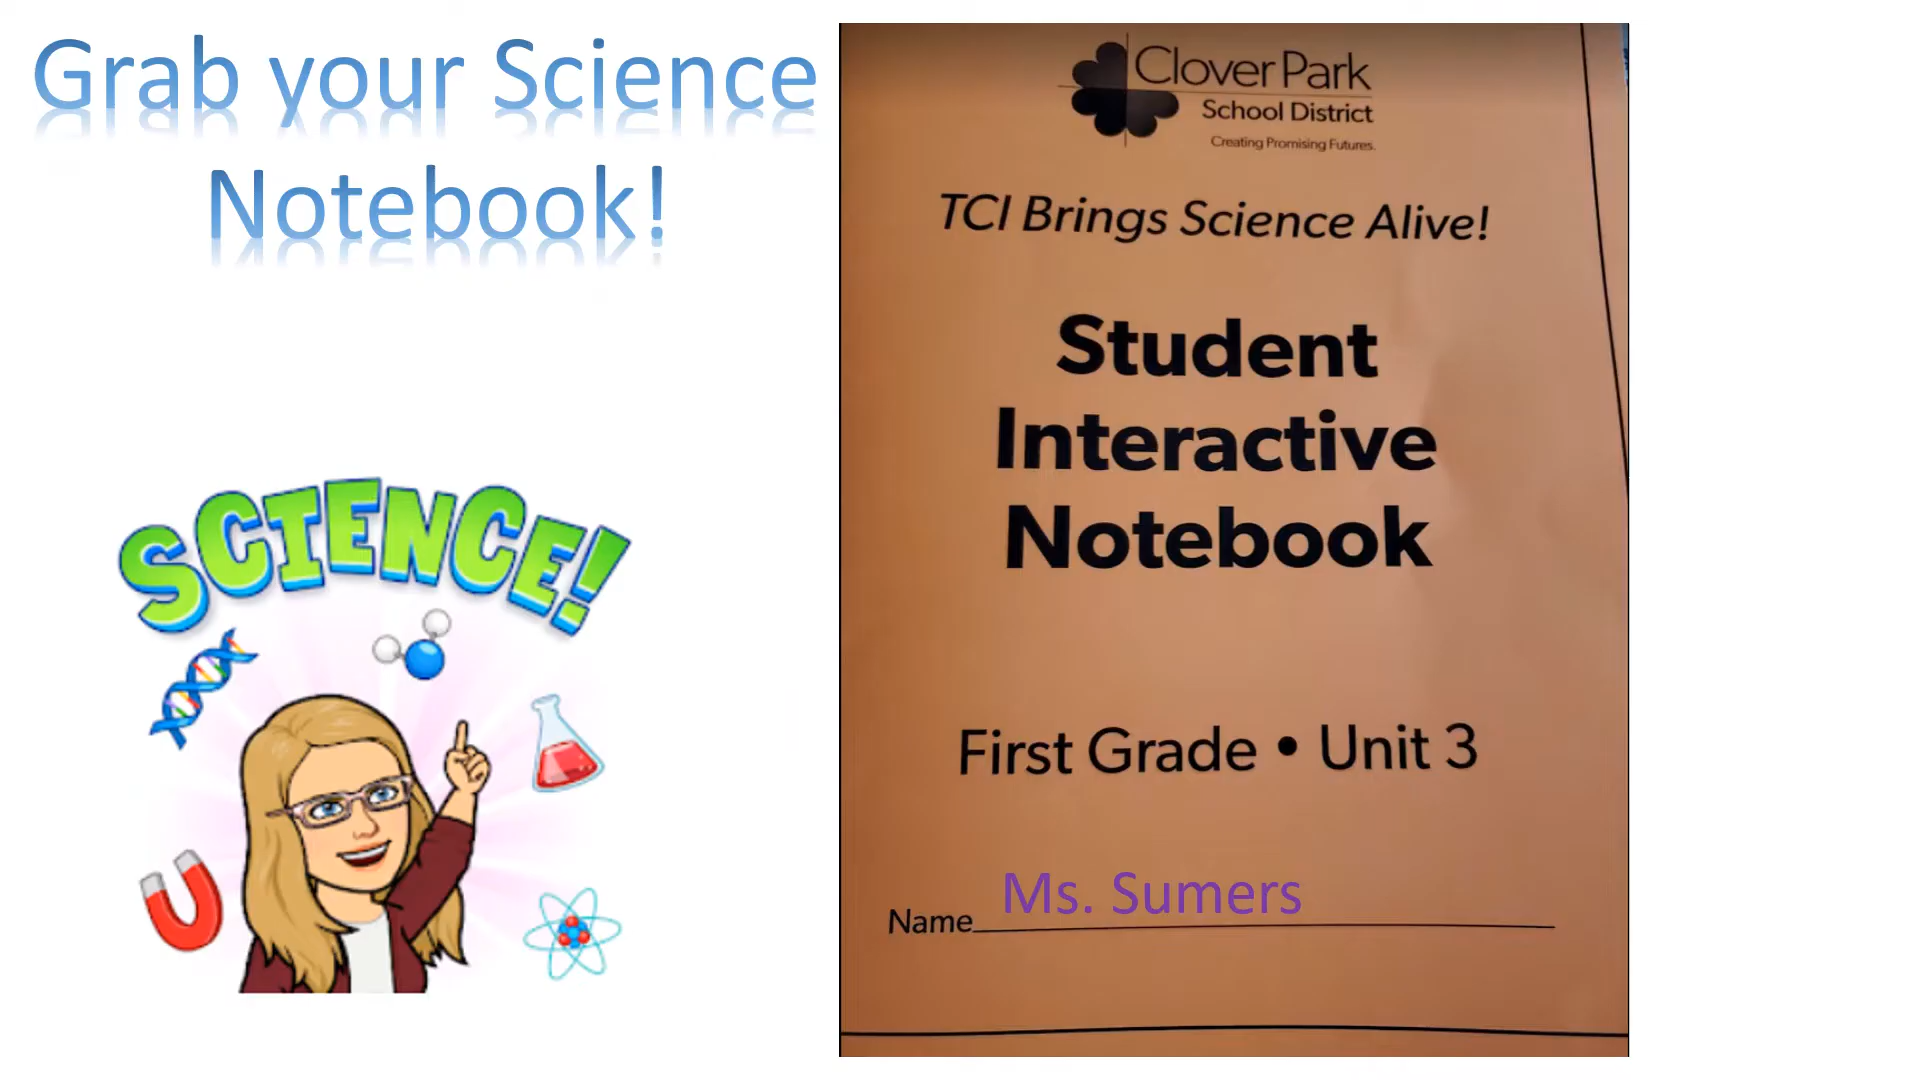 Grab your Science
Notebook!
SCIENCE!
Clover Park
School District
Creating Promising Futures.
TCI Brings Science Alive!
Student
Interactive
Notebook
First Grade • Unit 3
Ms. Sumers
Name